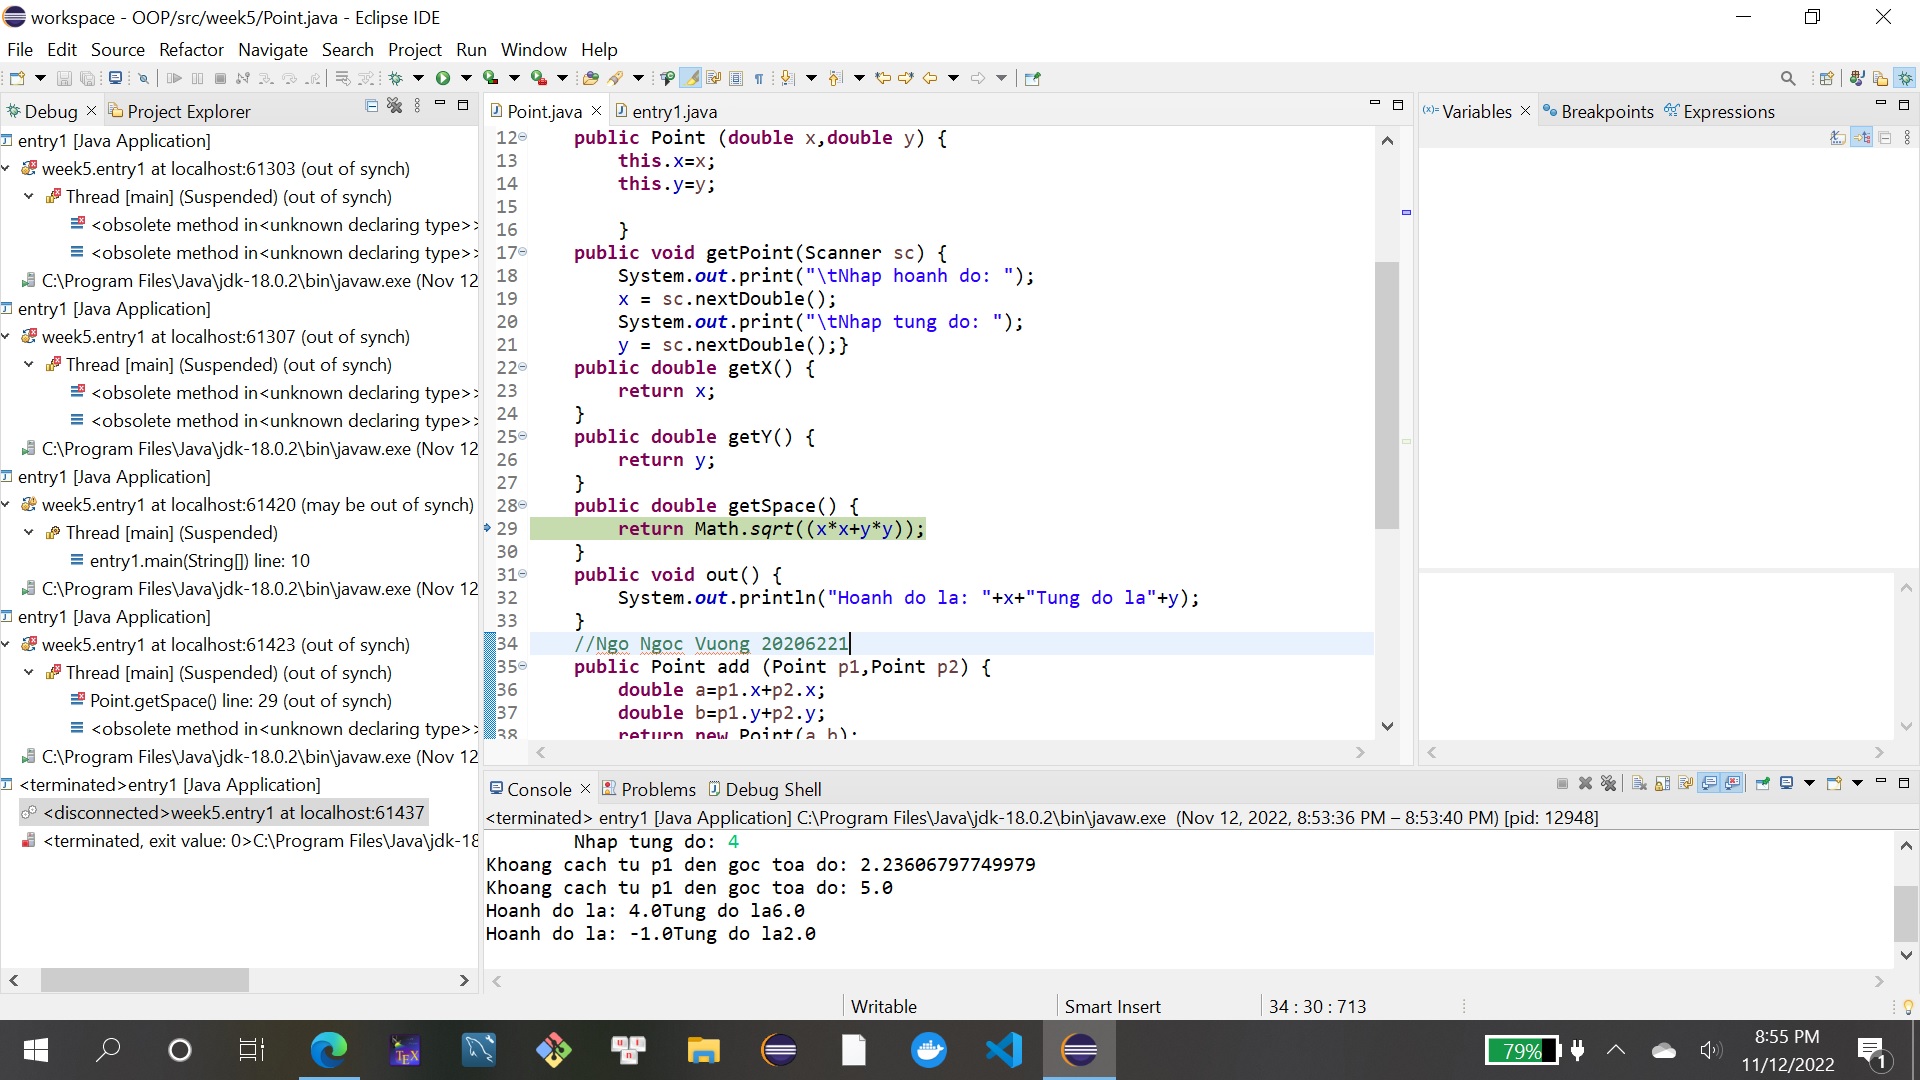 workspace - OOP/src/week5/Point.java - Eclipse IDE
File Edit Source Refactor Navigate Search Project Run Window Help
Debug Project Explorer
entry1 [Java Application]
week5.entry1 at localhost:61303 (out of synch)
Thread [main] (Suspended) (out of synch)
<obsolete method in<unknown declaring type>>
<obsolete method in<unknown declaring type>>
C:\Program Files\Java\jdk-18.0.2\bin\javaw.exe (Nov 12
entry1 [Java Application]
week5.entry1 at localhost:61307 (out of synch)
Thread [main] (Suspended) (out of synch)
<obsolete method in<unknown declaring type>>
<obsolete method in<unknown declaring type>>
C:\Program Files\Java\jdk-18.0.2\bin\javaw.exe (Nov 12
entry1 [Java Application]
week5.entry1 at localhost:61420 (may be out of synch)
Thread [main] (Suspended)
entry1.main(String[]) line: 10
C:\Program Files\Java\jdk-18.0.2\bin\javaw.exe (Nov 12
entry1 [Java Application]
week5.entry1 at localhost:61423 (out of synch)
Thread [main] (Suspended) (out of synch)
Point.getSpace() line: 29 (out of synch)
<obsolete method in<unknown declaring type>>
C:\Program Files\Java\jdk-18.0.2\bin\javaw.exe (Nov 12
<terminated>entry1 [Java Application]
<disconnected>week5.entry1 at localhost:61437
<terminated, exit value: 0>C:\Program Files\Java\jdk-18
Point.java entry1.java
12 public Point (double x,double y) {
13 this.x=x;
14 this.y=y;
15
16 }
17 public void getPoint(Scanner sc) {
18 System.out.print("\tNhap hoanh do: ");
19 x = sc.nextDouble();
20 System.out.print("\tNhap tung do: ");
21 y = sc.nextDouble();}
22 public double getX() {
23 return x;
24 }
25 public double getY() {
26 return y;
27 }
28 public double getSpace() {
29 return Math.sqrt((x*x+y*y));
30 }
31 public void out() {
32 System.out.println("Hoanh do la: "+x+"Tung do la"+y);
33 }
34 //Ngo Ngoc Vuong 20206221
35 public Point add (Point p1,Point p2) {
36 double a=p1.x+p2.x;
37 double b=p1.y+p2.y;
38 return new Point(a,b);
Variables Breakpoints Expressions
Console Problems Debug Shell
<terminated> entry1 [Java Application] C:\Program Files\Java\jdk-18.0.2\bin\javaw.exe (Nov 12, 2022, 8:53:36 PM – 8:53:40 PM) [pid: 12948]
Nhap tung do: 4
Khoang cach tu p1 den goc toa do: 2.23606797749979
Khoang cach tu p1 den goc toa do: 5.0
Hoanh do la: 4.0Tung do la6.0
Hoanh do la: -1.0Tung do la2.0
Writable Smart Insert 34 : 30 : 713
79%
8:55 PM
11/12/2022
1